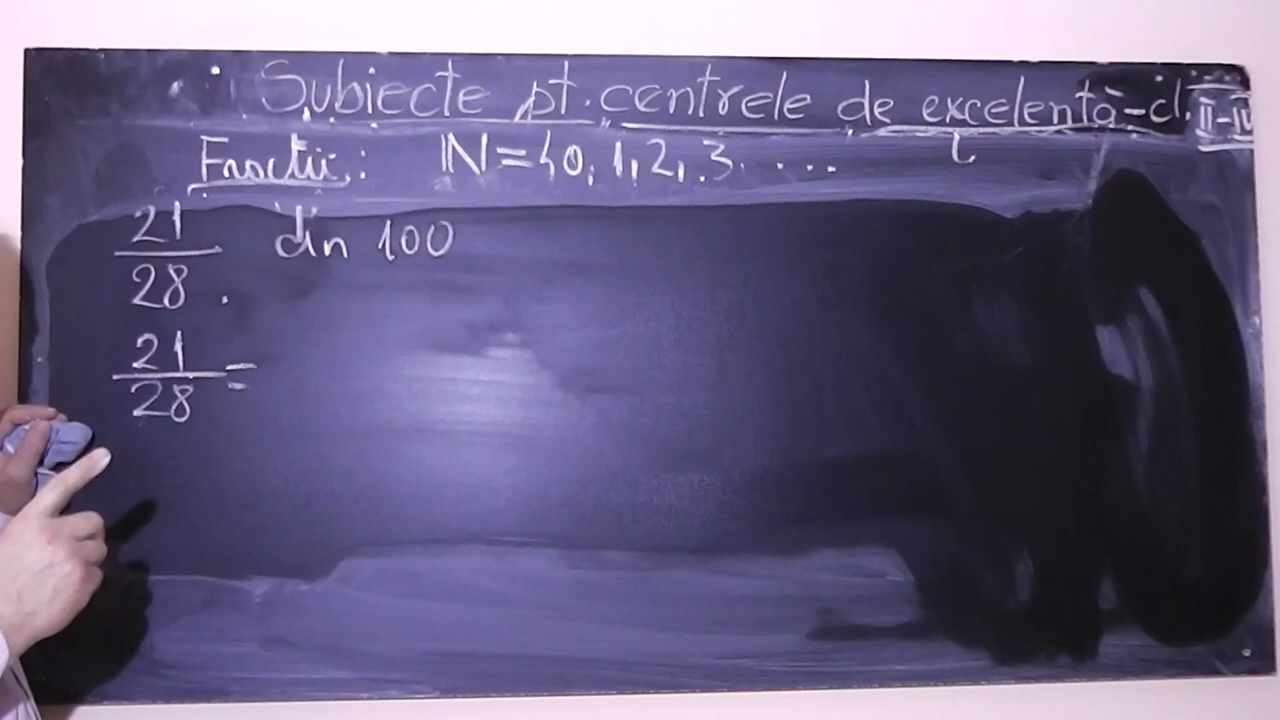 Subiecte pt. centrele de excelență - cl. II-IV
Fracții: N = {0, 1, 2, 3 . . . .
21/28 din 100
21/28 =